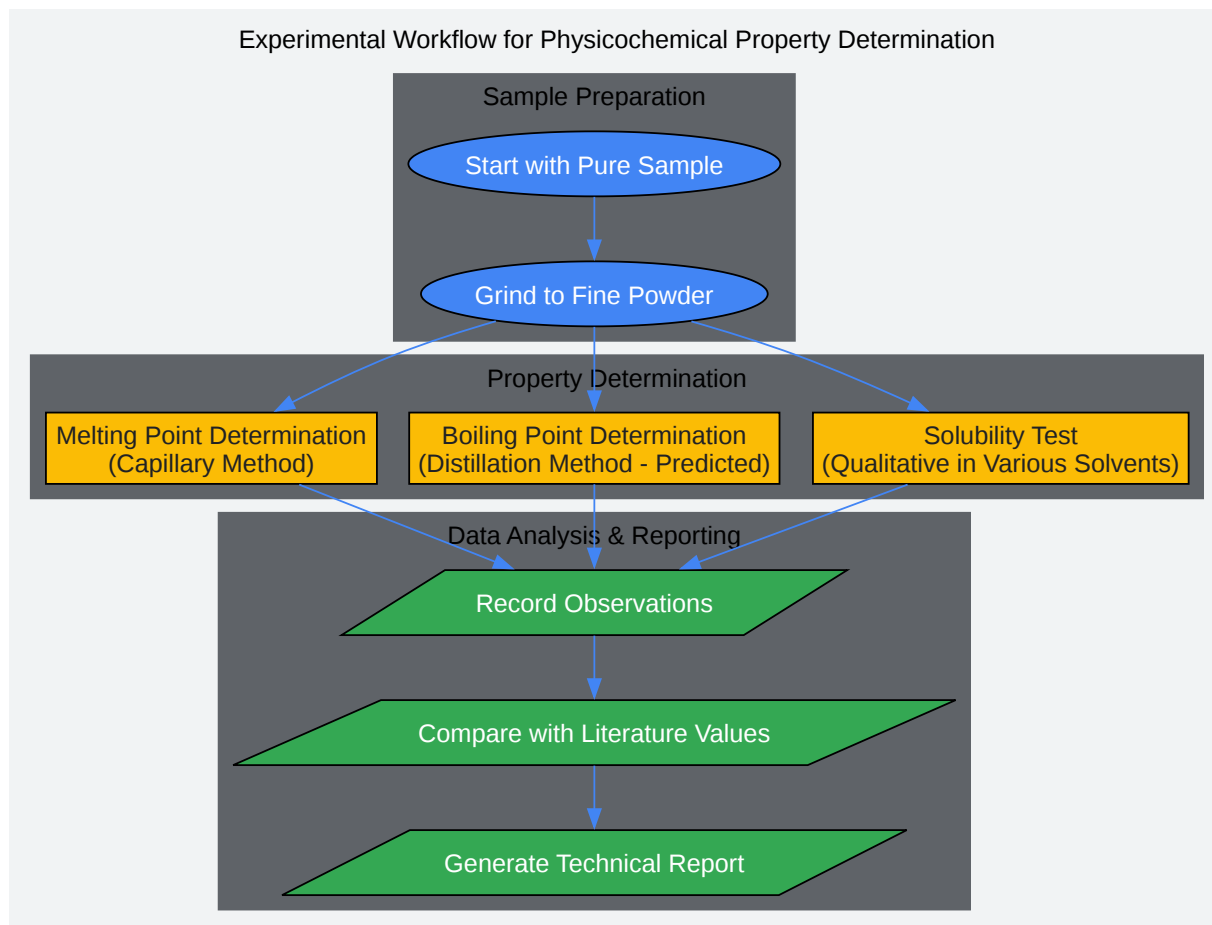 Experimental Workflow for Physicochemical Property Determination
Sample Preparation
Start with Pure Sample
Grind to Fine Powder
Property Determination
Melting Point Determination
(Capillary Method)
Boiling Point Determination
(Distillation Method - Predicted)
Solubility Test
(Qualitative in Various Solvents)
Data Analysis & Reporting
Record Observations
Compare with Literature Values
Generate Technical Report